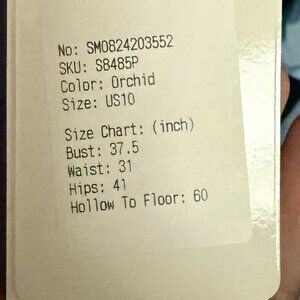 No: SM0824203552
SKU: S8485P
Color: Orchid
Size: US10
Size Chart: (inch)
Bust: 37.5
Waist: 31
Hips: 41
Hollow To Floor: 60